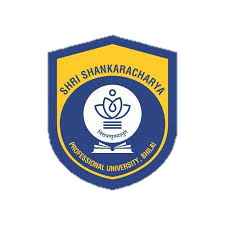 SHRI SHANKARACHARYA
PROFESSIONAL UNIVERSITY, BHILAI